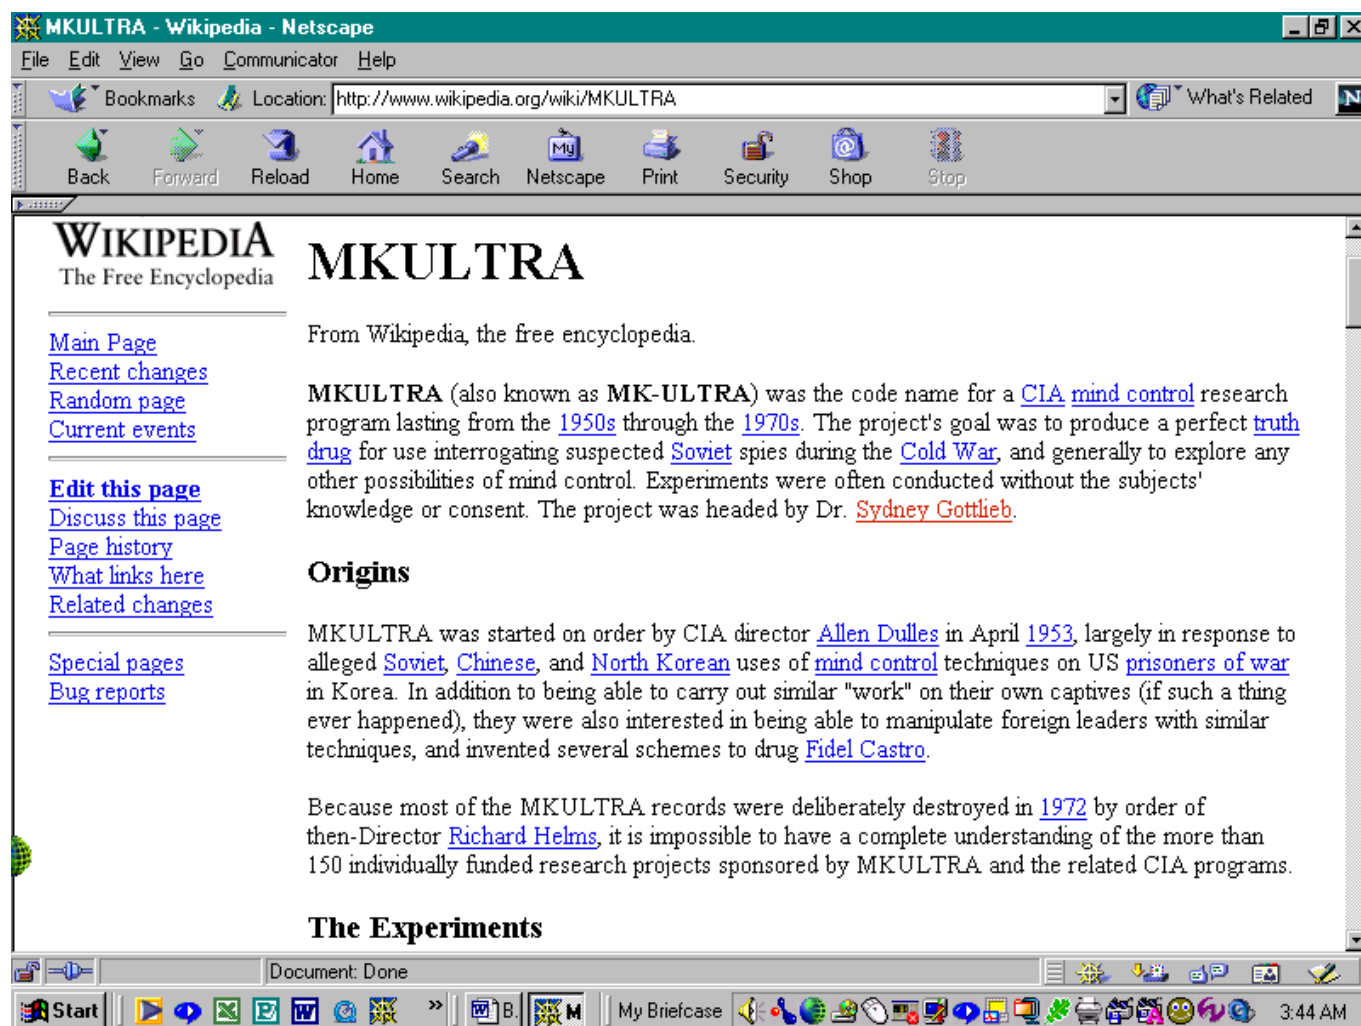 MKULTRA - Wikipedia - Netscape
File Edit View Go Communicator Help
Bookmarks Location: http://www.wikipedia.org/wiki/MKULTRA What's Related N
My
Back Forward Reload Home Search Netscape Print Security Shop Stop
WIKIPEDIA
The Free Encyclopedia
Main Page
Recent changes
Random page
Current events
Edit this page
Discuss this page
Page history
What links here
Related changes
Special pages
Bug reports
MKULTRA
From Wikipedia, the free encyclopedia.
MKULTRA (also known as MK-ULTRA) was the code name for a CIA mind control research
program lasting from the 1950s through the 1970s. The project's goal was to produce a perfect truth
drug for use interrogating suspected Soviet spies during the Cold War, and generally to explore any
other possibilities of mind control. Experiments were often conducted without the subjects'
knowledge or consent. The project was headed by Dr. Sydney Gottlieb.
Origins
MKULTRA was started on order by CIA director Allen Dulles in April 1953, largely in response to
alleged Soviet, Chinese, and North Korean uses of mind control techniques on US prisoners of war
in Korea. In addition to being able to carry out similar "work" on their own captives (if such a thing
ever happened), they were also interested in being able to manipulate foreign leaders with similar
techniques, and invented several schemes to drug Fidel Castro.
Because most of the MKULTRA records were deliberately destroyed in 1972 by order of
then-Director Richard Helms, it is impossible to have a complete understanding of the more than
150 individually funded research projects sponsored by MKULTRA and the related CIA programs.
The Experiments
Document: Done
Start » B. M My Briefcase 3:44 AM